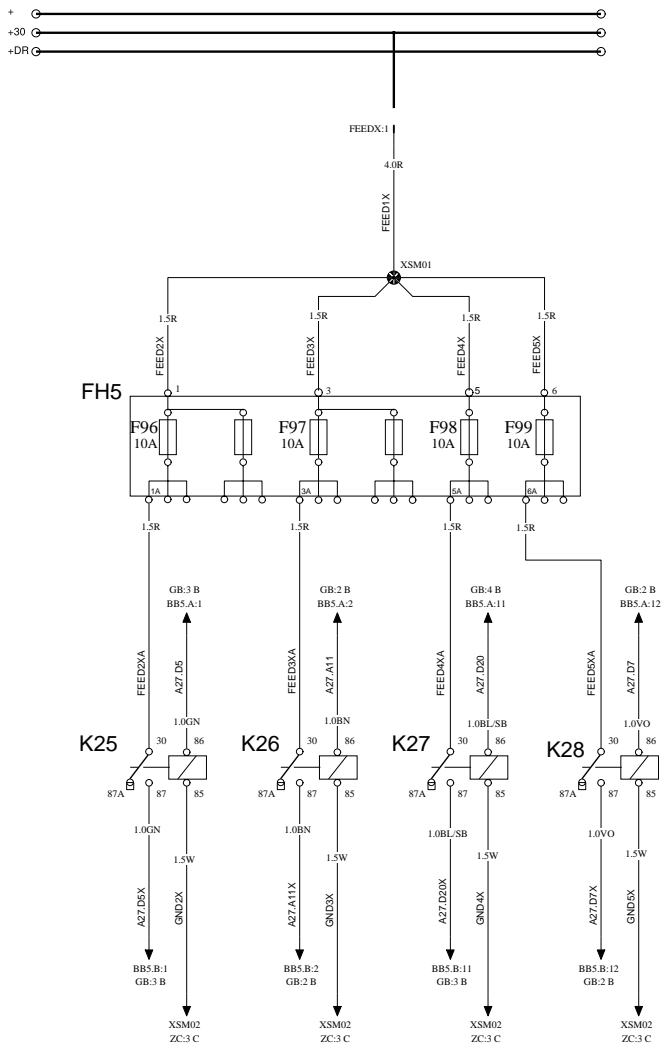 +
+30
+DR
FEEDX:1
4.0R
FEED1X
XSM01
1.5R
1.5R
1.5R
1.5R
FEED2X
FEED3X
FEED4X
FEED5X
FH5
1
3
5
6
F96
10A
F97
10A
F98
10A
F99
10A
1A
3A
5A
6A
1.5R
1.5R
1.5R
1.5R
GB:3 B
BB5.A:1
GB:2 B
BB5.A:2
GB:4 B
BB5.A:11
GB:2 B
BB5.A:12
FEED2XA
A27.D5
FEED3XA
A27.A11
FEED4XA
A27.D20
FEED5XA
A27.D7
1.0GN
1.0BN
1.0BL/SB
1.0VO
K25
30
86
K26
30
86
K27
30
86
K28
30
86
87A
87
85
87A
87
85
87A
87
85
87A
87
85
1.0GN
1.0BN
1.0BL/SB
1.0VO
1.5W
1.5W
1.5W
1.5W
A27.D5X
GND2X
A27.A11X
GND3X
A27.D20X
GND4X
A27.D7X
GND5X
BB5.B:1
GB:3 B
BB5.B:2
GB:2 B
BB5.B:11
GB:3 B
BB5.B:12
GB:2 B
XSM02
ZC:3 C
XSM02
ZC:3 C
XSM02
ZC:3 C
XSM02
ZC:3 C